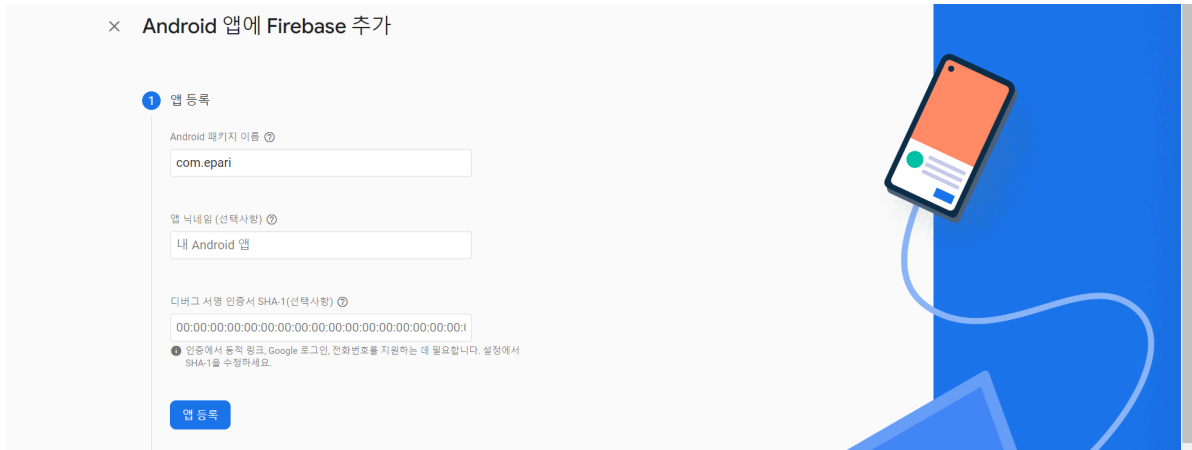 × Android 앱에 Firebase 추가
1 앱 등록
Android 패키지 이름 ?
com.epari
앱 닉네임 (선택사항) ?
내 Android 앱
디버그 서명 인증서 SHA-1(선택사항) ?
00:00:00:00:00:00:00:00:00:00:00:00:00:00:00:00:00:
인증에서 동적 링크, Google 로그인, 전화번호를 지원하는 데 필요합니다. 설정에서
SHA-1을 수정하세요.
앱 등록